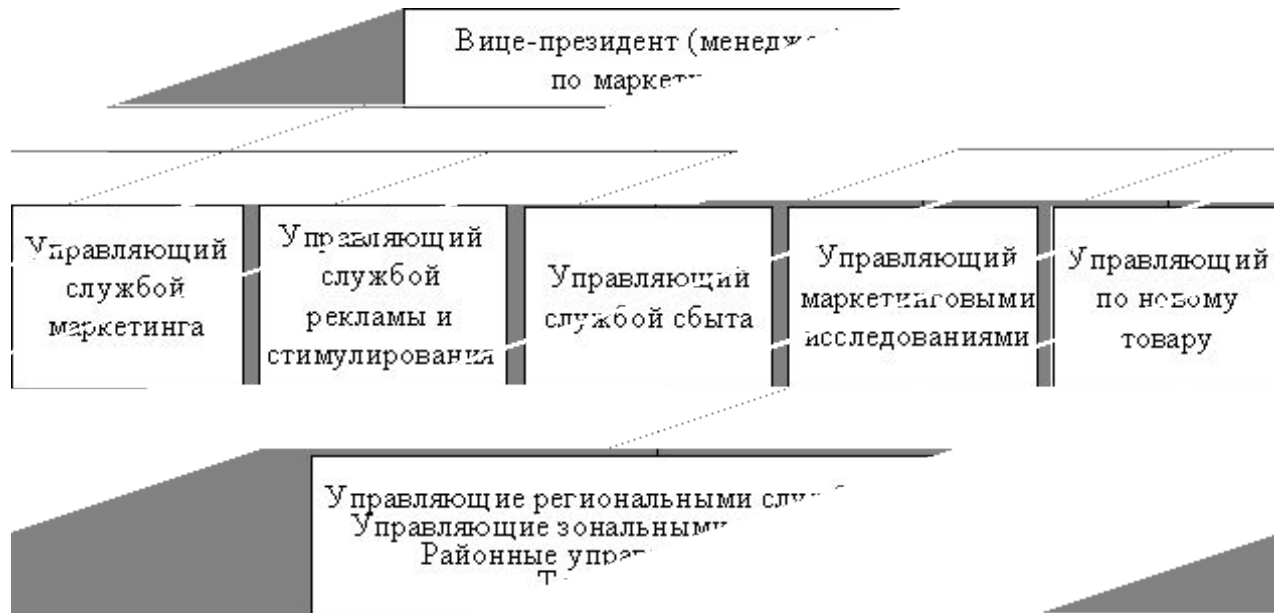 Вице-президент
по
Управляющий
службой
маркетинга
Управляющий
службой
рекламы и
стимулирования
Управляющий
службой сбыта
Управляющий
маркетинговыми
исследованиями
Управляющий
по новому
товару
Управляющие региональными
Управляющие зональными
Районные